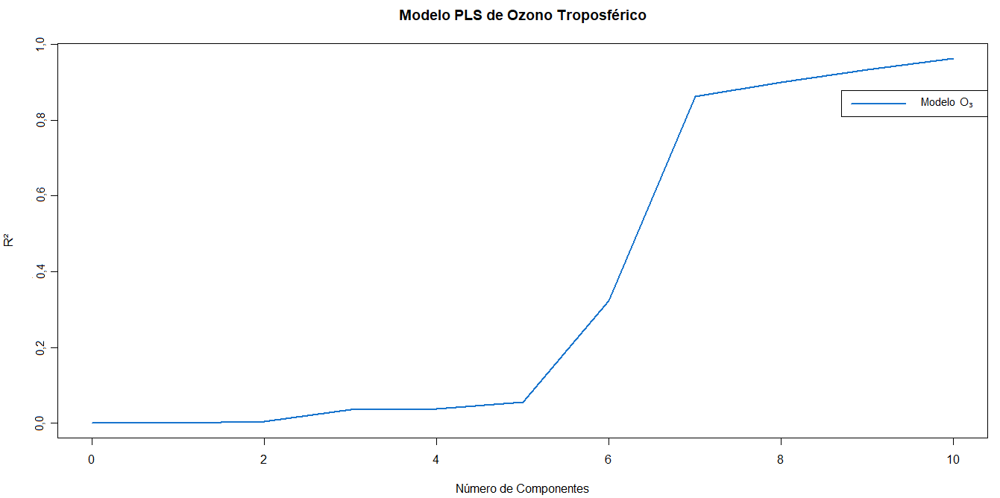 Modelo PLS de Ozono Troposférico
1,0
0,8
0,6
0,4
0,2
0,0
R²
Modelo O₃
0 2 4 6 8 10
Número de Componentes